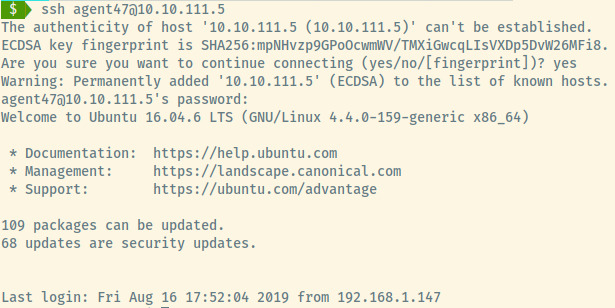 $ ssh agent47@10.10.111.5
The authenticity of host '10.10.111.5 (10.10.111.5)' can't be established.
ECDSA key fingerprint is SHA256:mpNHvzp9GPoOcwmWV/TMXiGwcqLIsVXDp5DvW26MFi8.
Are you sure you want to continue connecting (yes/no/[fingerprint])? yes
Warning: Permanently added '10.10.111.5' (ECDSA) to the list of known hosts.
agent47@10.10.111.5's password:
Welcome to Ubuntu 16.04.6 LTS (GNU/Linux 4.4.0-159-generic x86_64)
* Documentation:  https://help.ubuntu.com
* Management:     https://landscape.canonical.com
* Support:        https://ubuntu.com/advantage
109 packages can be updated.
68 updates are security updates.
Last login: Fri Aug 16 17:52:04 2019 from 192.168.1.147